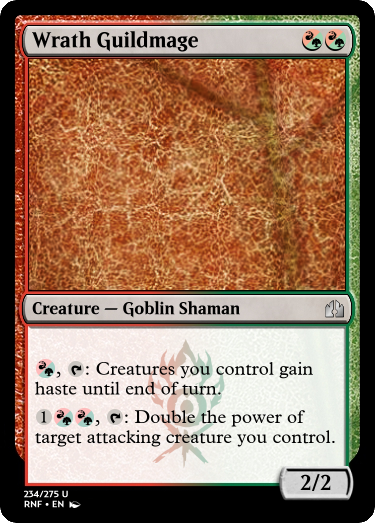 Wrath Guildmage
Creature — Goblin Shaman
, : Creatures you control gain
haste until end of turn.
1 , : Double the power of
target attacking creature you control.
2/2
234/275 U
RNF • EN